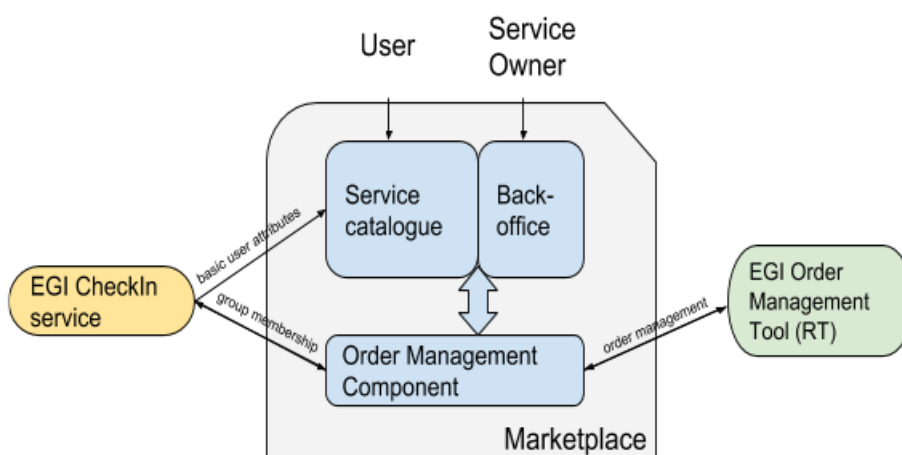 User
Service
Owner
Service
catalogue
Back-
office
basic user attributes
EGI CheckIn
service
group membership
EGI Order
Management
Tool (RT)
order management
Order Management
Component
Marketplace